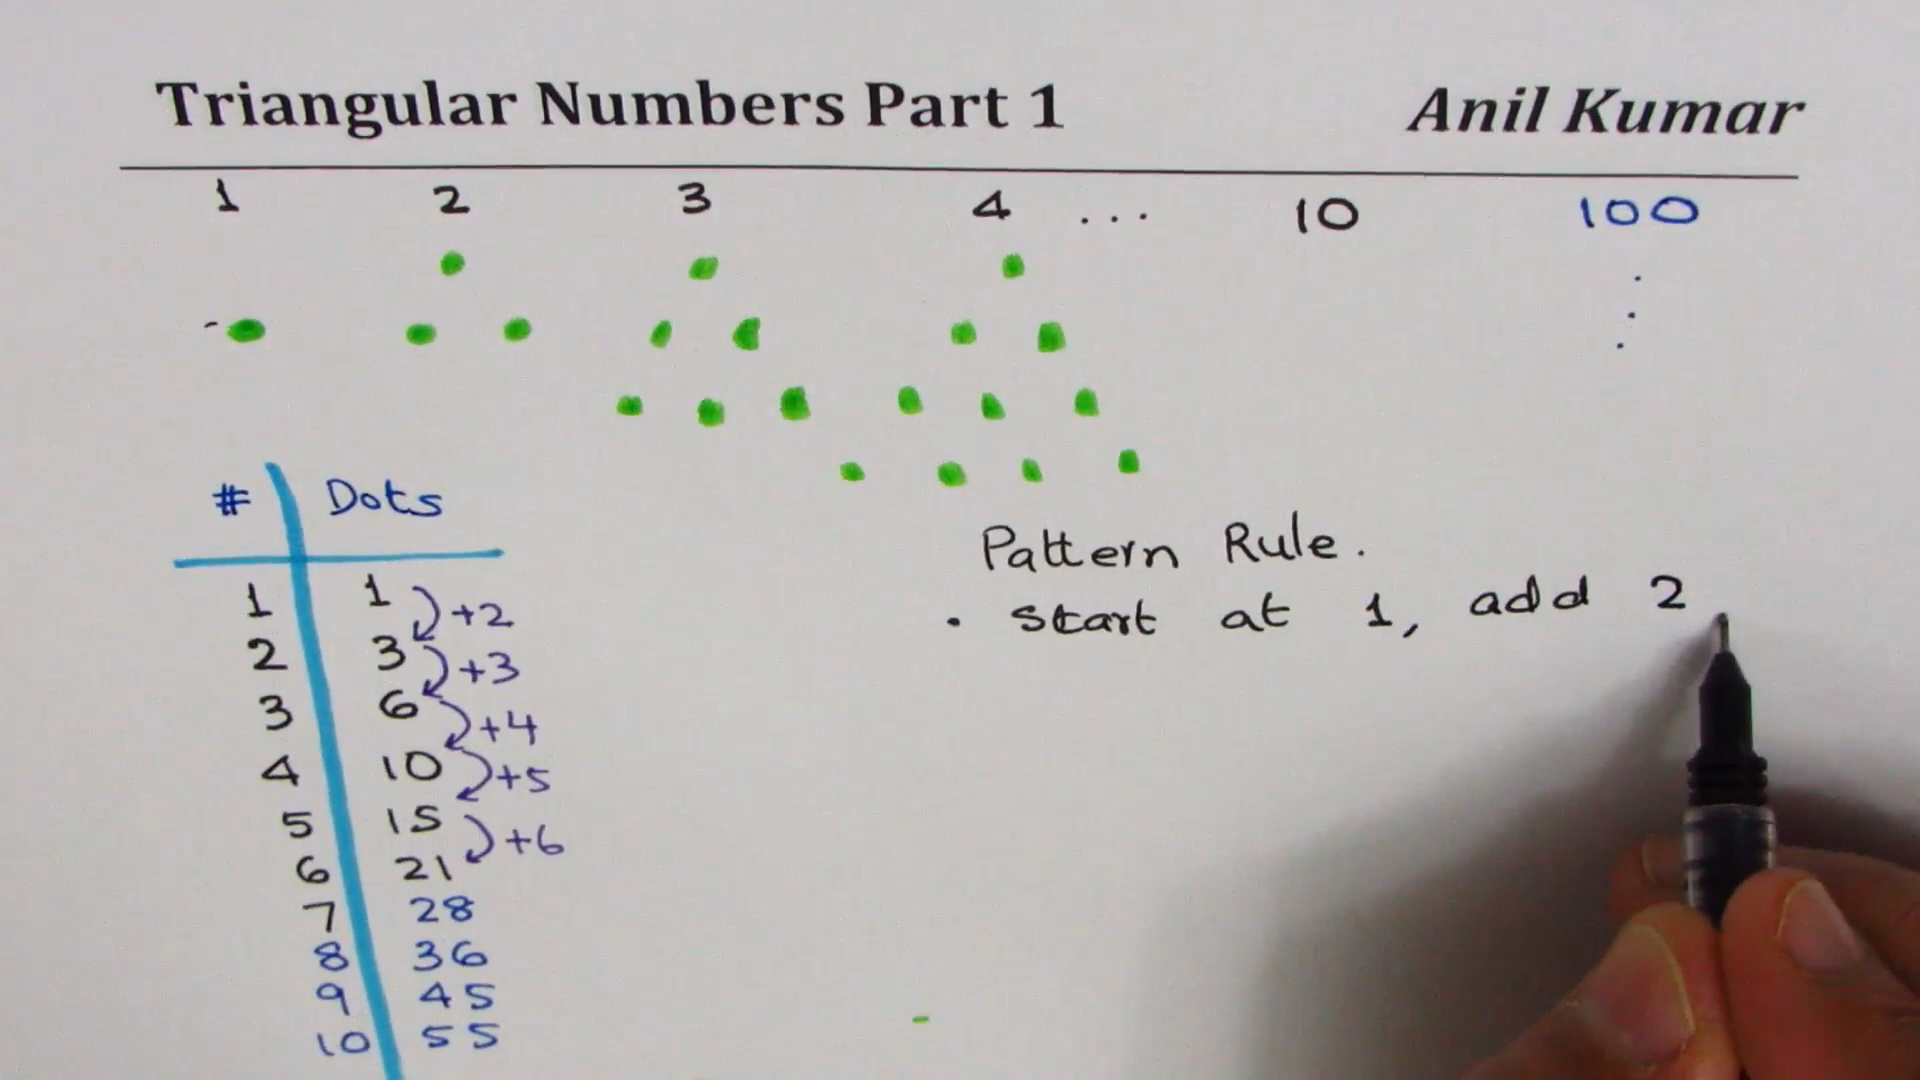 Triangular Numbers Part 1 Anil Kumar
1 2 3 4 ... 10 100
# Dots
1 1 +2
2 3 +3
3 6 +4
4 10 +5
5 15 +6
6 21
7 28
8 36
9 45
10 55
Pattern Rule.
• Start at 1, add 2